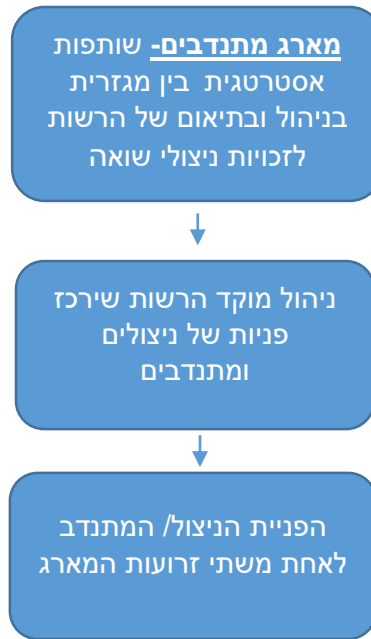 מארג מתנדבים- שותפות
אסטרטגית בין מגזרית
בניהול ובתיאום של הרשות
לזכויות ניצולי שואה
ניהול מוקד הרשות שירכז
פניות של ניצולים
ומתנדבים
הפניית הניצול/ המתנדב
לאחת משתי זרועות המארג